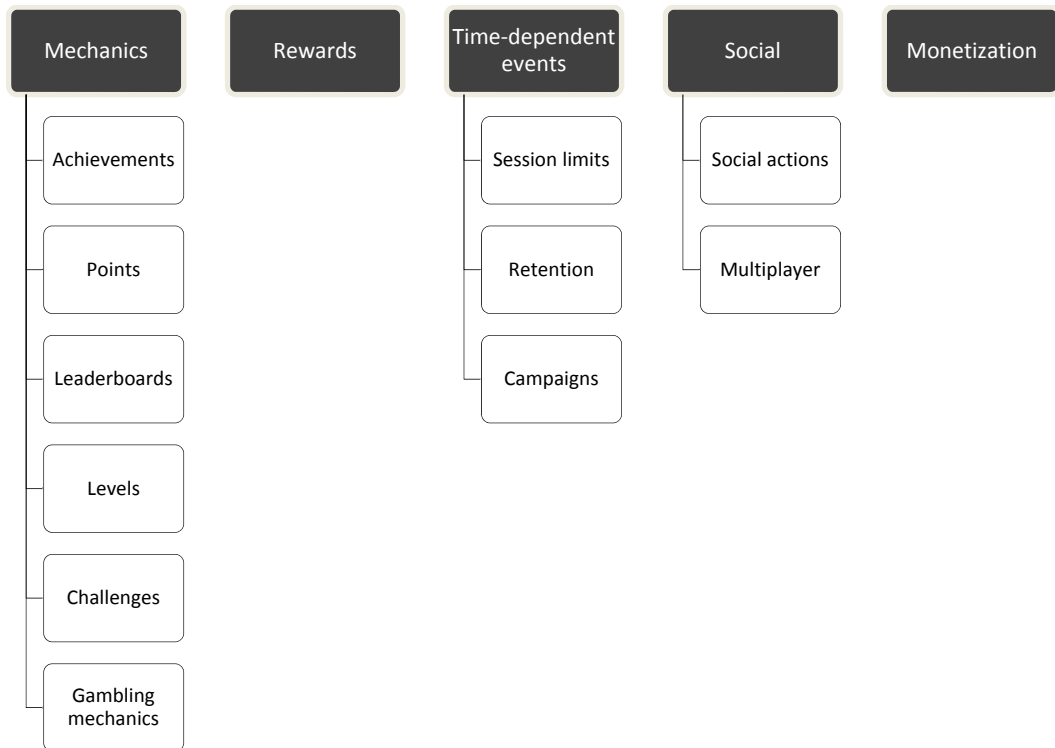 Mechanics
Achievements
Points
Leaderboards
Levels
Challenges
Gambling
mechanics
Rewards
Time-dependent
events
Session limits
Retention
Campaigns
Social
Social actions
Multiplayer
Monetization